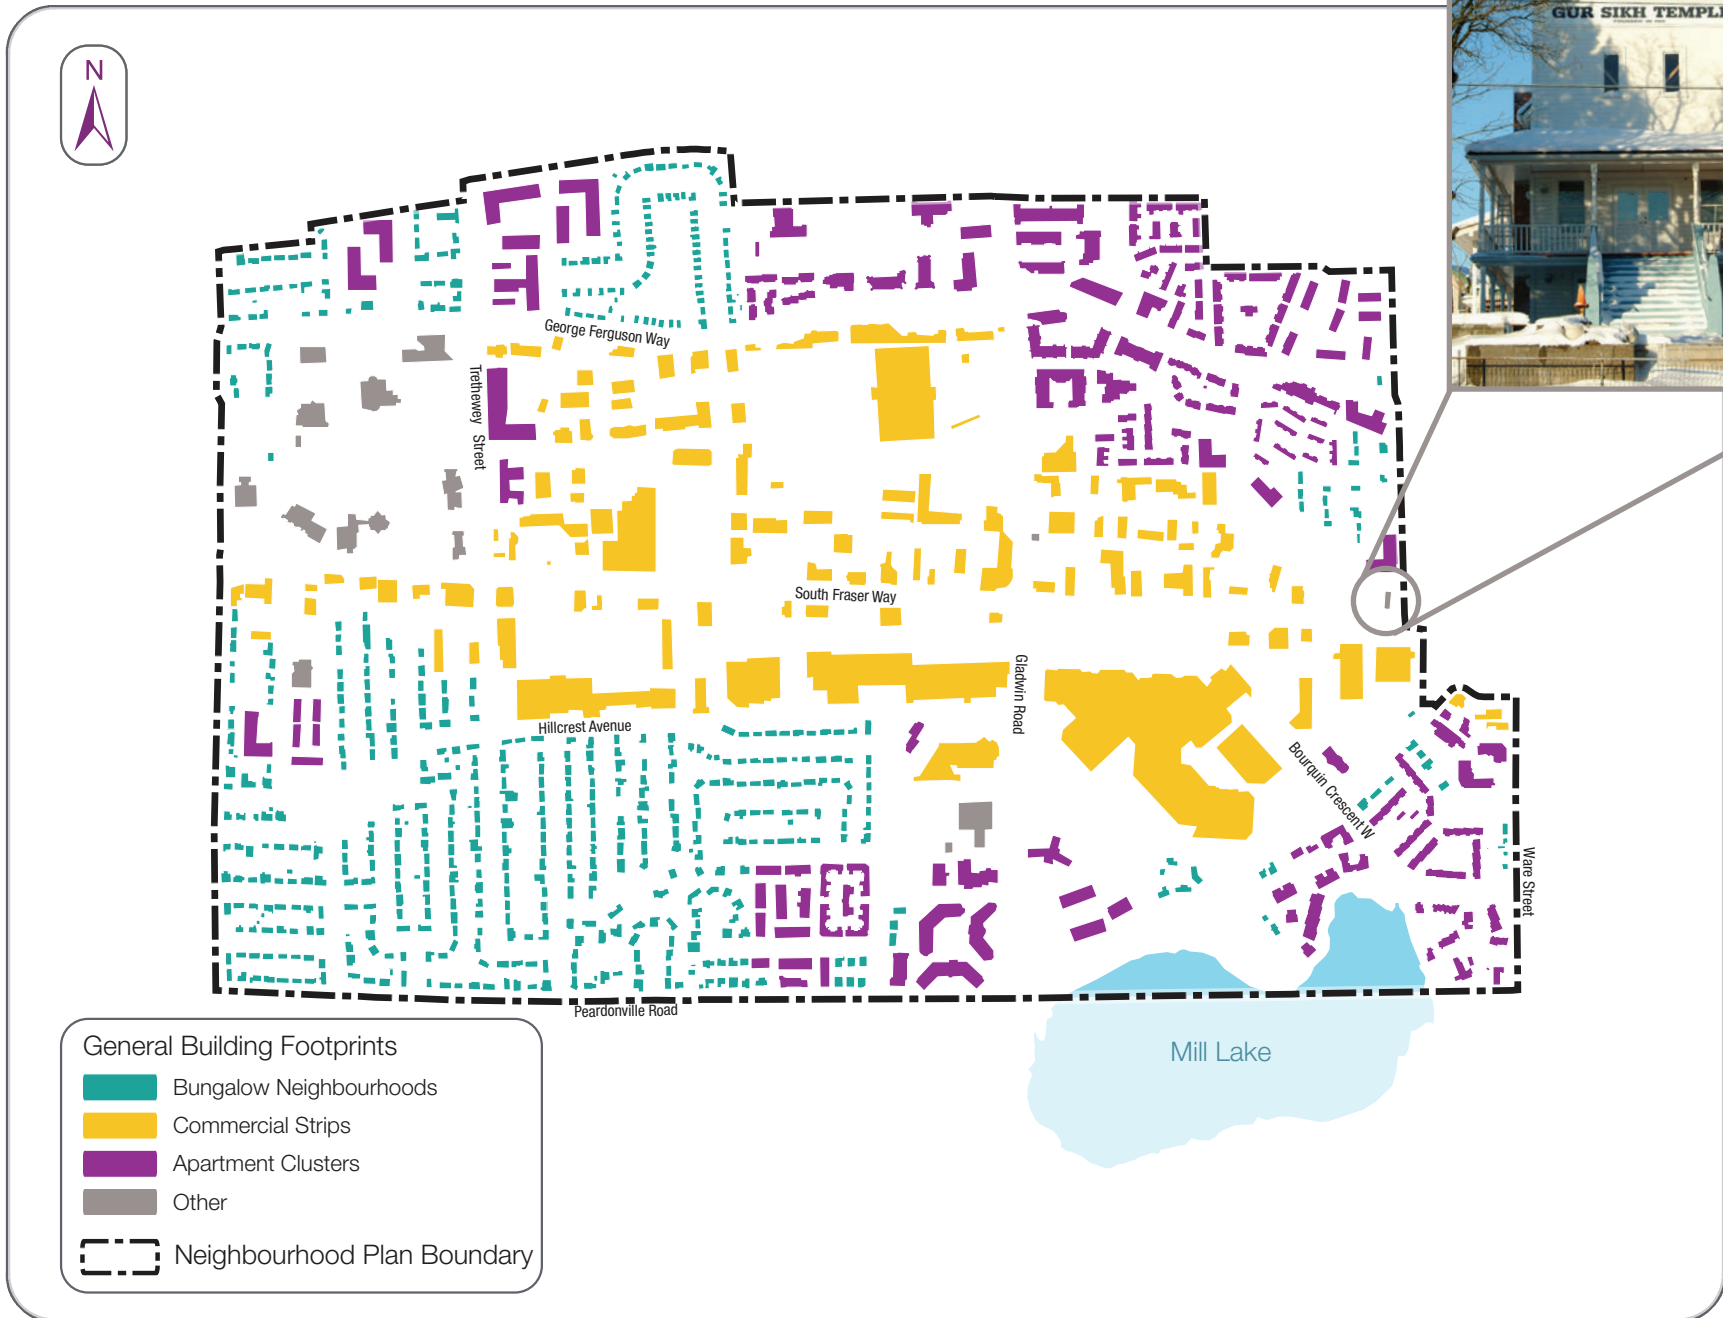 GUR SIKH TEMPLE
N
George Ferguson Way
Trethewey Street
South Fraser Way
Gladwin Road
Hillcrest Avenue
Bourquin Crescent W
Ware Street
Peardonville Road
Mill Lake
General Building Footprints
Bungalow Neighbourhoods
Commercial Strips
Apartment Clusters
Other
Neighbourhood Plan Boundary